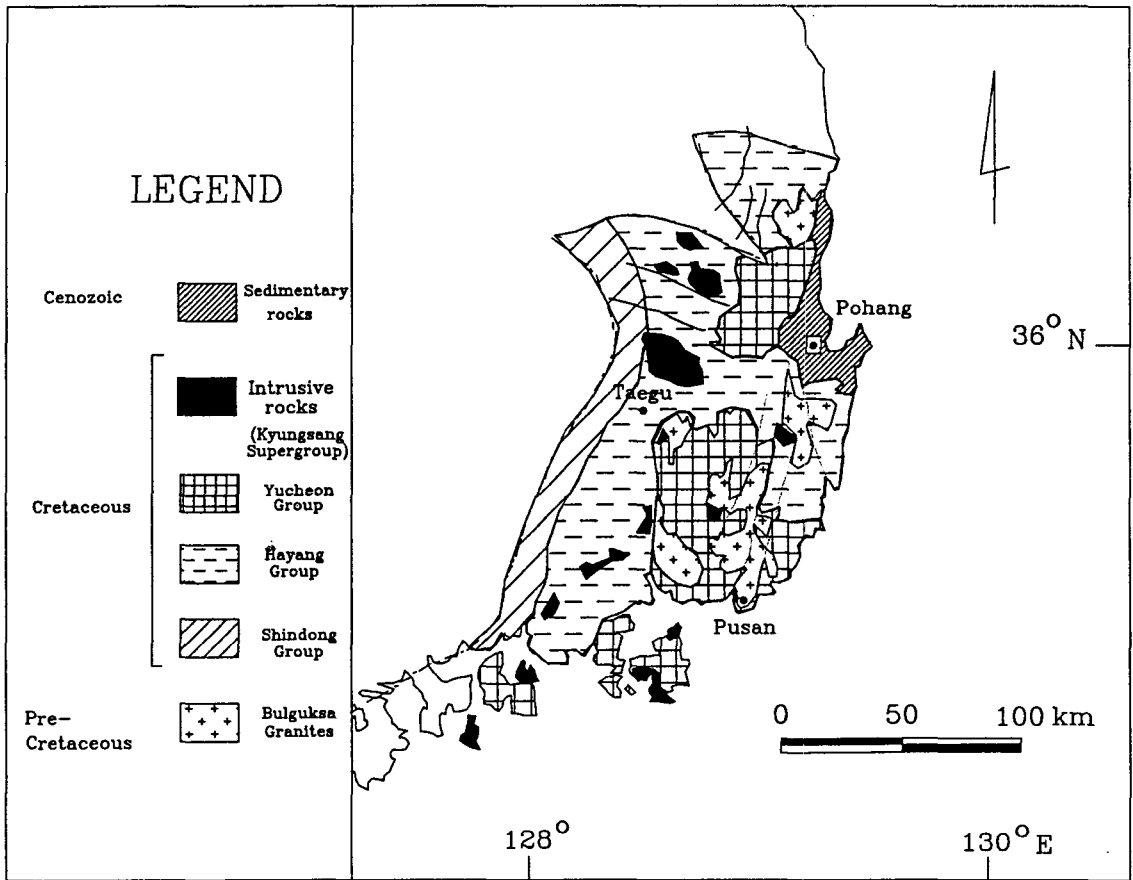 LEGEND
Cenozoic
Sedimentary
rocks
Cretaceous
Intrusive
rocks
(Kyungsang
Supergroup)
Yucheon
Group
Hayang
Group
Shindong
Group
Pre-
Cretaceous
Bulguksa
Granites
Pohang
36° N
Taegu
Pusan
0 50 100 km
128°
130° E